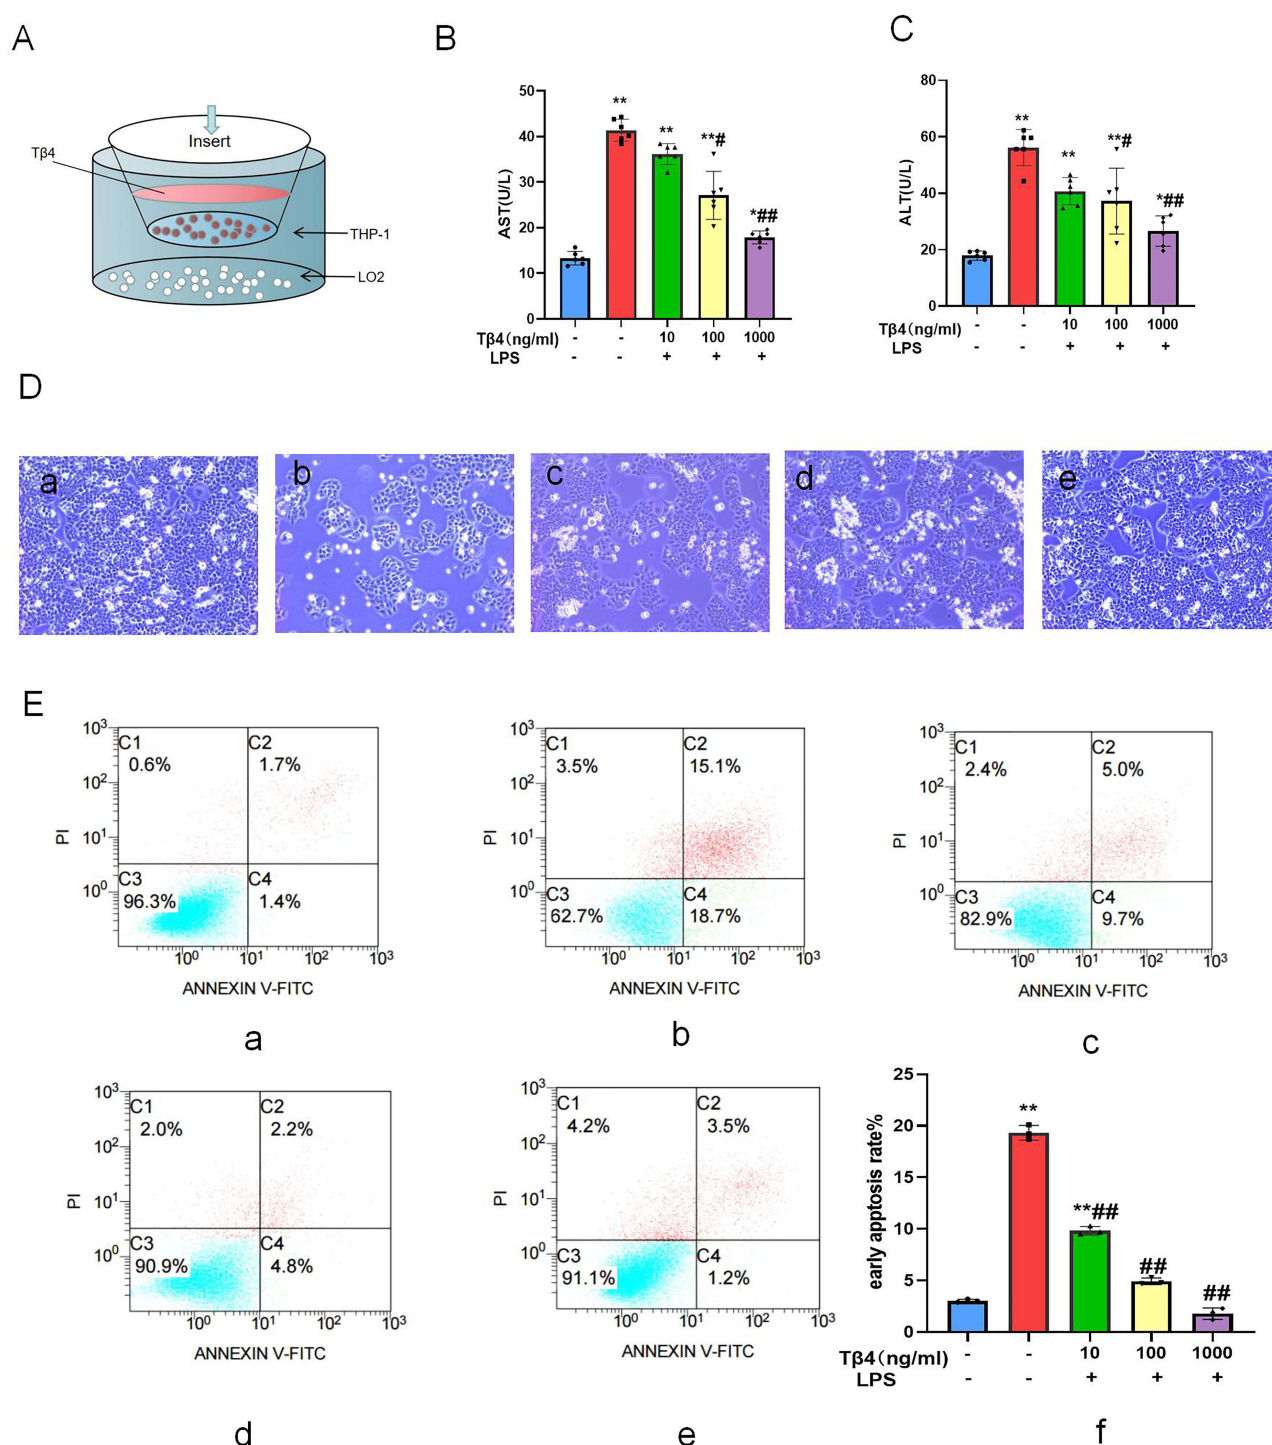 A
Insert
Tβ4
THP-1
LO2
B
AST(U/L)
50
40
30
20
10
0
**
**
**#
*##
Tβ4(ng/ml) - - 10 100 1000
LPS - - + + +
C
ALT(U/L)
80
60
40
20
0
**
**
**#
*##
Tβ4(ng/ml) - - 10 100 1000
LPS - - + + +
D
a
b
c
d
e
E
PI
10³
10²
10¹
10⁰
C1 C2
0.6% 1.7%
C3 C4
96.3% 1.4%
10⁰ 10¹ 10² 10³
ANNEXIN V-FITC
a
PI
10³
10²
10¹
10⁰
C1 C2
3.5% 15.1%
C3 C4
62.7% 18.7%
10⁰ 10¹ 10² 10³
ANNEXIN V-FITC
b
PI
10³
10²
10¹
10⁰
C1 C2
2.4% 5.0%
C3 C4
82.9% 9.7%
10⁰ 10¹ 10² 10³
ANNEXIN V-FITC
c
PI
10³
10²
10¹
10⁰
C1 C2
2.0% 2.2%
C3 C4
90.9% 4.8%
10⁰ 10¹ 10² 10³
ANNEXIN V-FITC
d
PI
10³
10²
10¹
10⁰
C1 C2
4.2% 3.5%
C3 C4
91.1% 1.2%
10⁰ 10¹ 10² 10³
ANNEXIN V-FITC
e
early apptosis rate%
25
20
15
10
5
0
**
**##
##
##
Tβ4(ng/ml) - - 10 100 1000
LPS - - + + +
f